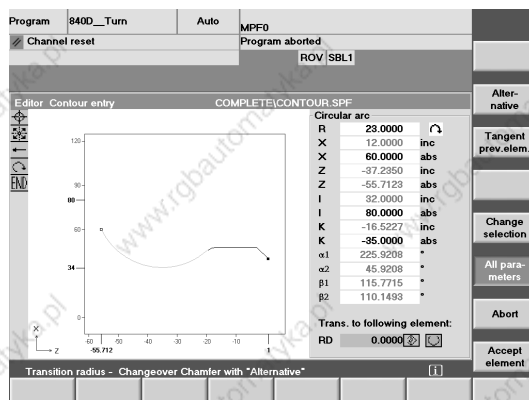 Program
840D__Turn
Auto
MPF0
Channel reset
Program aborted
ROV SBL1
Editor Contour entry
COMPLETE\CONTOUR.SPF
END
120
90
80
60
34
0
-60 -50 -40 -30 -20 -10 0
-55.712
1
X
Z
Circular arc
R 23.0000
X 12.0000 inc
X 60.0000 abs
Z -37.2350 inc
Z -55.7123 abs
I 32.0000 inc
I 80.0000 abs
K -16.5227 inc
K -35.0000 abs
α1 225.9208 °
α2 45.9208 °
β1 115.7715 °
β2 110.1493 °
Trans. to following element:
RD 0.0000
Transition radius - Changeover Chamfer with "Alternative"
i
Alter-
native
Tangent
prev.elem.
Change
selection
All para-
meters
Abort
Accept
element
www.rgbautomatyka.pl